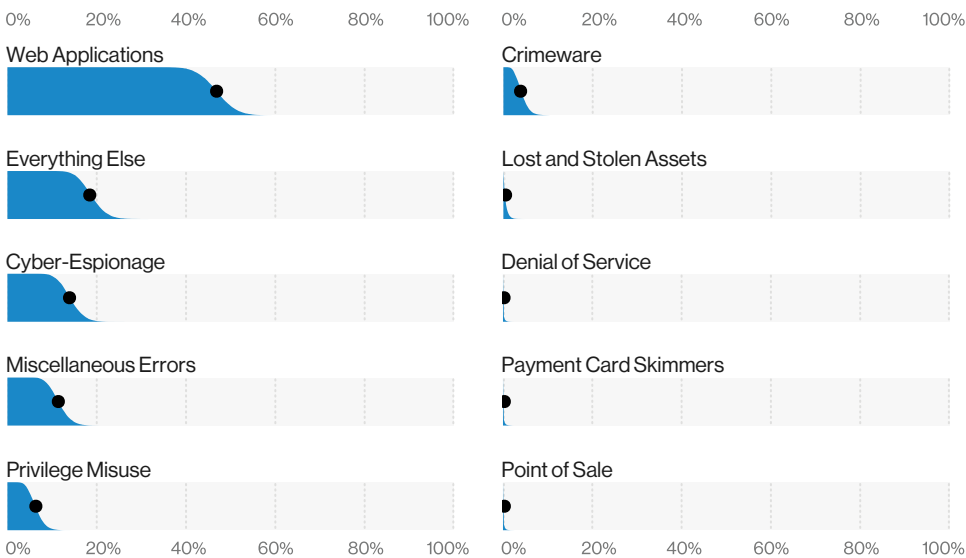 0% 20% 40% 60% 80% 100%
Web Applications
Everything Else
Cyber-Espionage
Miscellaneous Errors
Privilege Misuse
0% 20% 40% 60% 80% 100%
0% 20% 40% 60% 80% 100%
Crimeware
Lost and Stolen Assets
Denial of Service
Payment Card Skimmers
Point of Sale
0% 20% 40% 60% 80% 100%